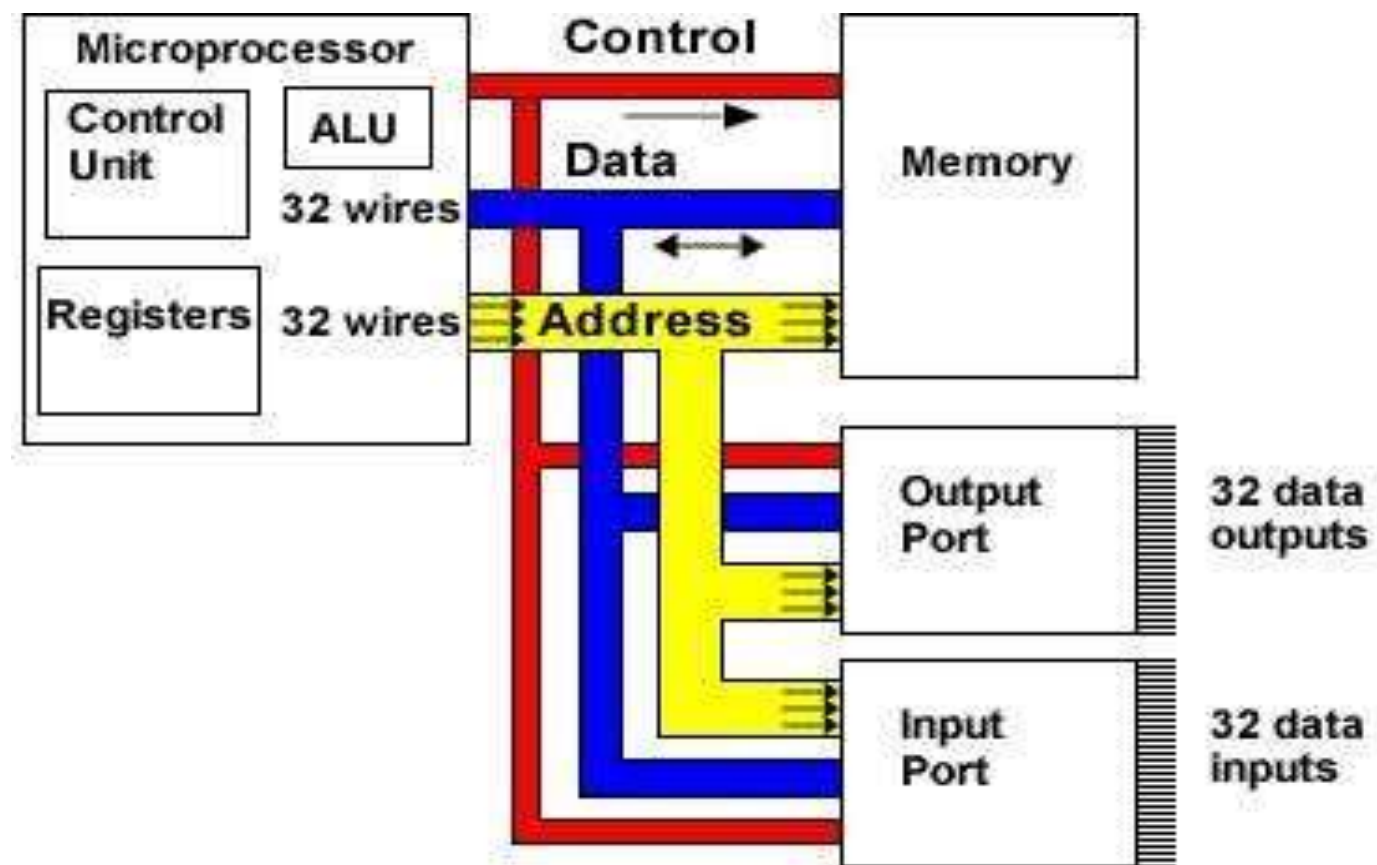 Microprocessor
Control
Unit
ALU
32 wires
Registers
32 wires
Control
Data
Address
Memory
Output
Port
32 data
outputs
Input
Port
32 data
inputs